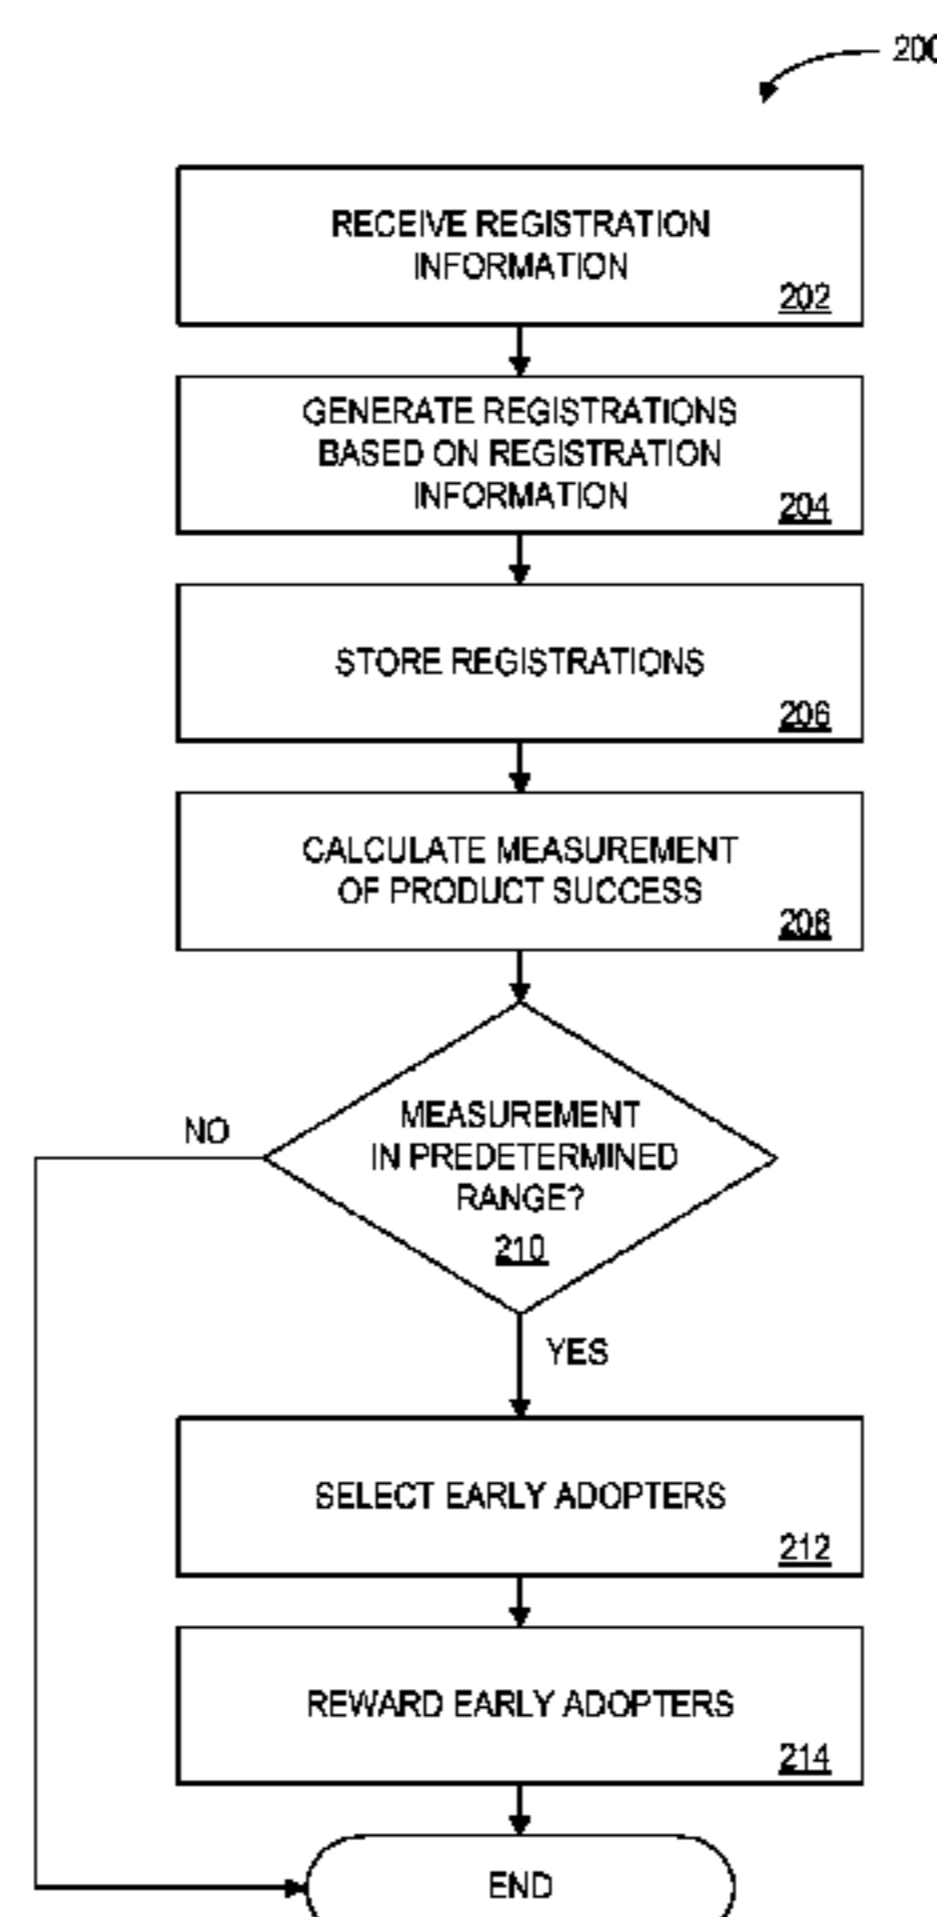 200
RECEIVE REGISTRATION
INFORMATION
202
GENERATE REGISTRATIONS
BASED ON REGISTRATION
INFORMATION
204
STORE REGISTRATIONS
206
CALCULATE MEASUREMENT
OF PRODUCT SUCCESS
208
NO
MEASUREMENT
IN PREDETERMINED
RANGE?
210
YES
SELECT EARLY ADOPTERS
212
REWARD EARLY ADOPTERS
214
END